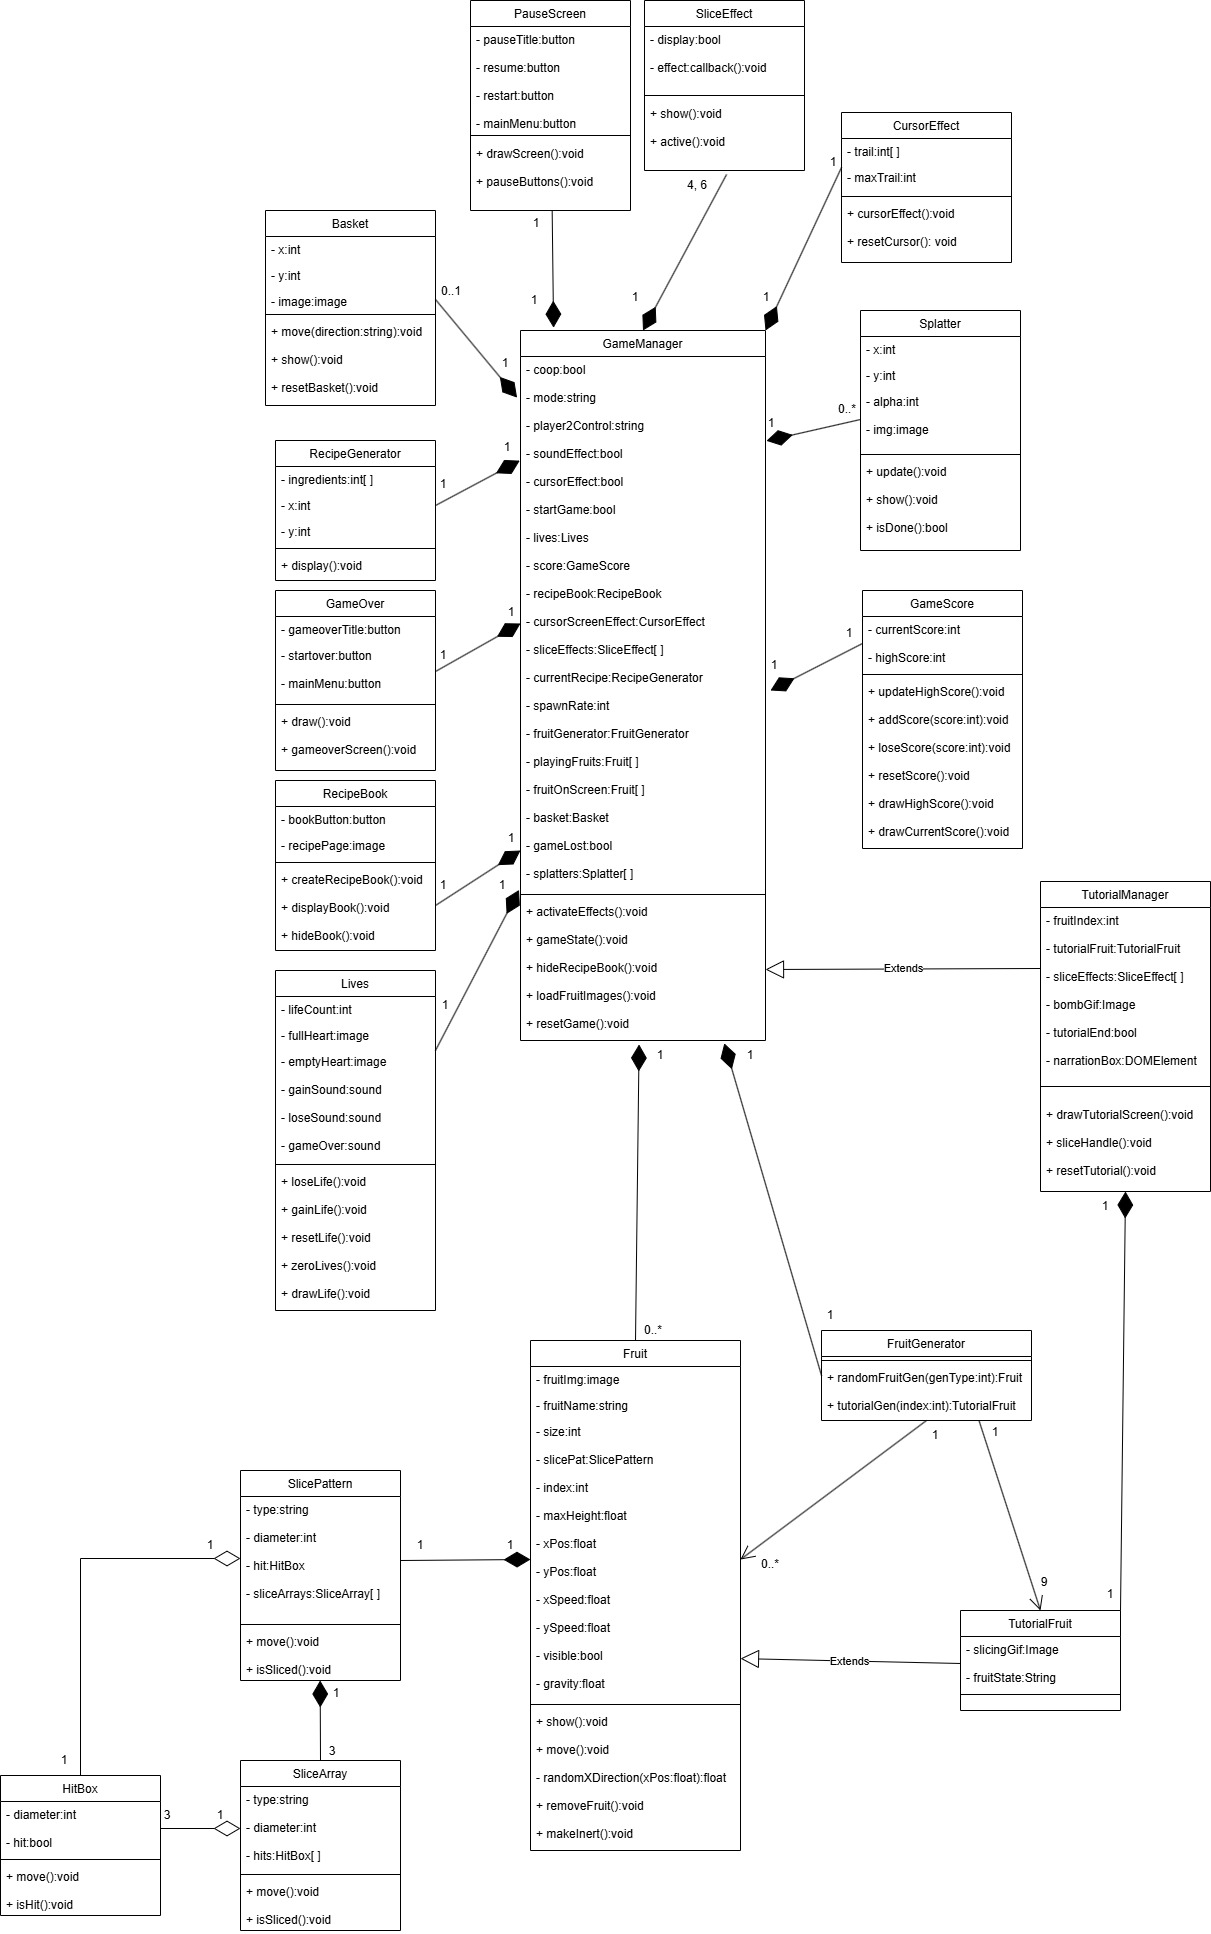 PauseScreen
- pauseTitle:button
- resume:button
- restart:button
- mainMenu:button
+ drawScreen():void
+ pauseButtons():void
1
1
SliceEffect
- display:bool
- effect:callback():void
+ show():void
+ active():void
4, 6
1
CursorEffect
- trail:int[ ]
- maxTrail:int
+ cursorEffect():void
+ resetCursor(): void
1
1
Basket
- x:int
- y:int
- image:image
+ move(direction:string):void
+ show():void
+ resetBasket():void
0..1
1
Splatter
- x:int
- y:int
- alpha:int
- img:image
+ update():void
+ show():void
+ isDone():bool
0..*
1
GameManager
- coop:bool
- mode:string
- player2Control:string
- soundEffect:bool
- cursorEffect:bool
- startGame:bool
- lives:Lives
- score:GameScore
- recipeBook:RecipeBook
- cursorScreenEffect:CursorEffect
- sliceEffects:SliceEffect[ ]
- currentRecipe:RecipeGenerator
- spawnRate:int
- fruitGenerator:FruitGenerator
- playingFruits:Fruit[ ]
- fruitOnScreen:Fruit[ ]
- basket:Basket
- gameLost:bool
- splatters:Splatter[ ]
+ activateEffects():void
+ gameState():void
+ hideRecipeBook():void
+ loadFruitImages():void
+ resetGame():void
RecipeGenerator
- ingredients:int[ ]
- x:int
- y:int
+ display():void
1
1
GameOver
- gameoverTitle:button
- startover:button
- mainMenu:button
+ draw():void
+ gameoverScreen():void
1
1
GameScore
- currentScore:int
- highScore:int
+ updateHighScore():void
+ addScore(score:int):void
+ loseScore(score:int):void
+ resetScore():void
+ drawHighScore():void
+ drawCurrentScore():void
1
1
RecipeBook
- bookButton:button
- recipePage:image
+ createRecipeBook():void
+ displayBook():void
+ hideBook():void
1
1
Lives
- lifeCount:int
- fullHeart:image
- emptyHeart:image
- gainSound:sound
- loseSound:sound
- gameOver:sound
+ loseLife():void
+ gainLife():void
+ resetLife():void
+ zeroLives():void
+ drawLife():void
1
1
TutorialManager
- fruitIndex:int
- tutorialFruit:TutorialFruit
- sliceEffects:SliceEffect[ ]
- bombGif:Image
- tutorialEnd:bool
- narrationBox:DOMElement
+ drawTutorialScreen():void
+ sliceHandle():void
+ resetTutorial():void
Extends
1
1
1
1
0..*
1
FruitGenerator
+ randomFruitGen(genType:int):Fruit
+ tutorialGen(index:int):TutorialFruit
1
1
0..*
9
Fruit
- fruitImg:image
- fruitName:string
- size:int
- slicePat:SlicePattern
- index:int
- maxHeight:float
- xPos:float
- yPos:float
- xSpeed:float
- ySpeed:float
- visible:bool
- gravity:float
+ show():void
+ move():void
- randomXDirection(xPos:float):float
+ removeFruit():void
+ makeInert():void
TutorialFruit
- slicingGif:Image
- fruitState:String
Extends
SlicePattern
- type:string
- diameter:int
- hit:HitBox
- sliceArrays:SliceArray[ ]
+ move():void
+ isSliced():void
1
1
1
1
1
3
HitBox
- diameter:int
- hit:bool
+ move():void
+ isHit():void
3
1
SliceArray
- type:string
- diameter:int
- hits:HitBox[ ]
+ move():void
+ isSliced():void